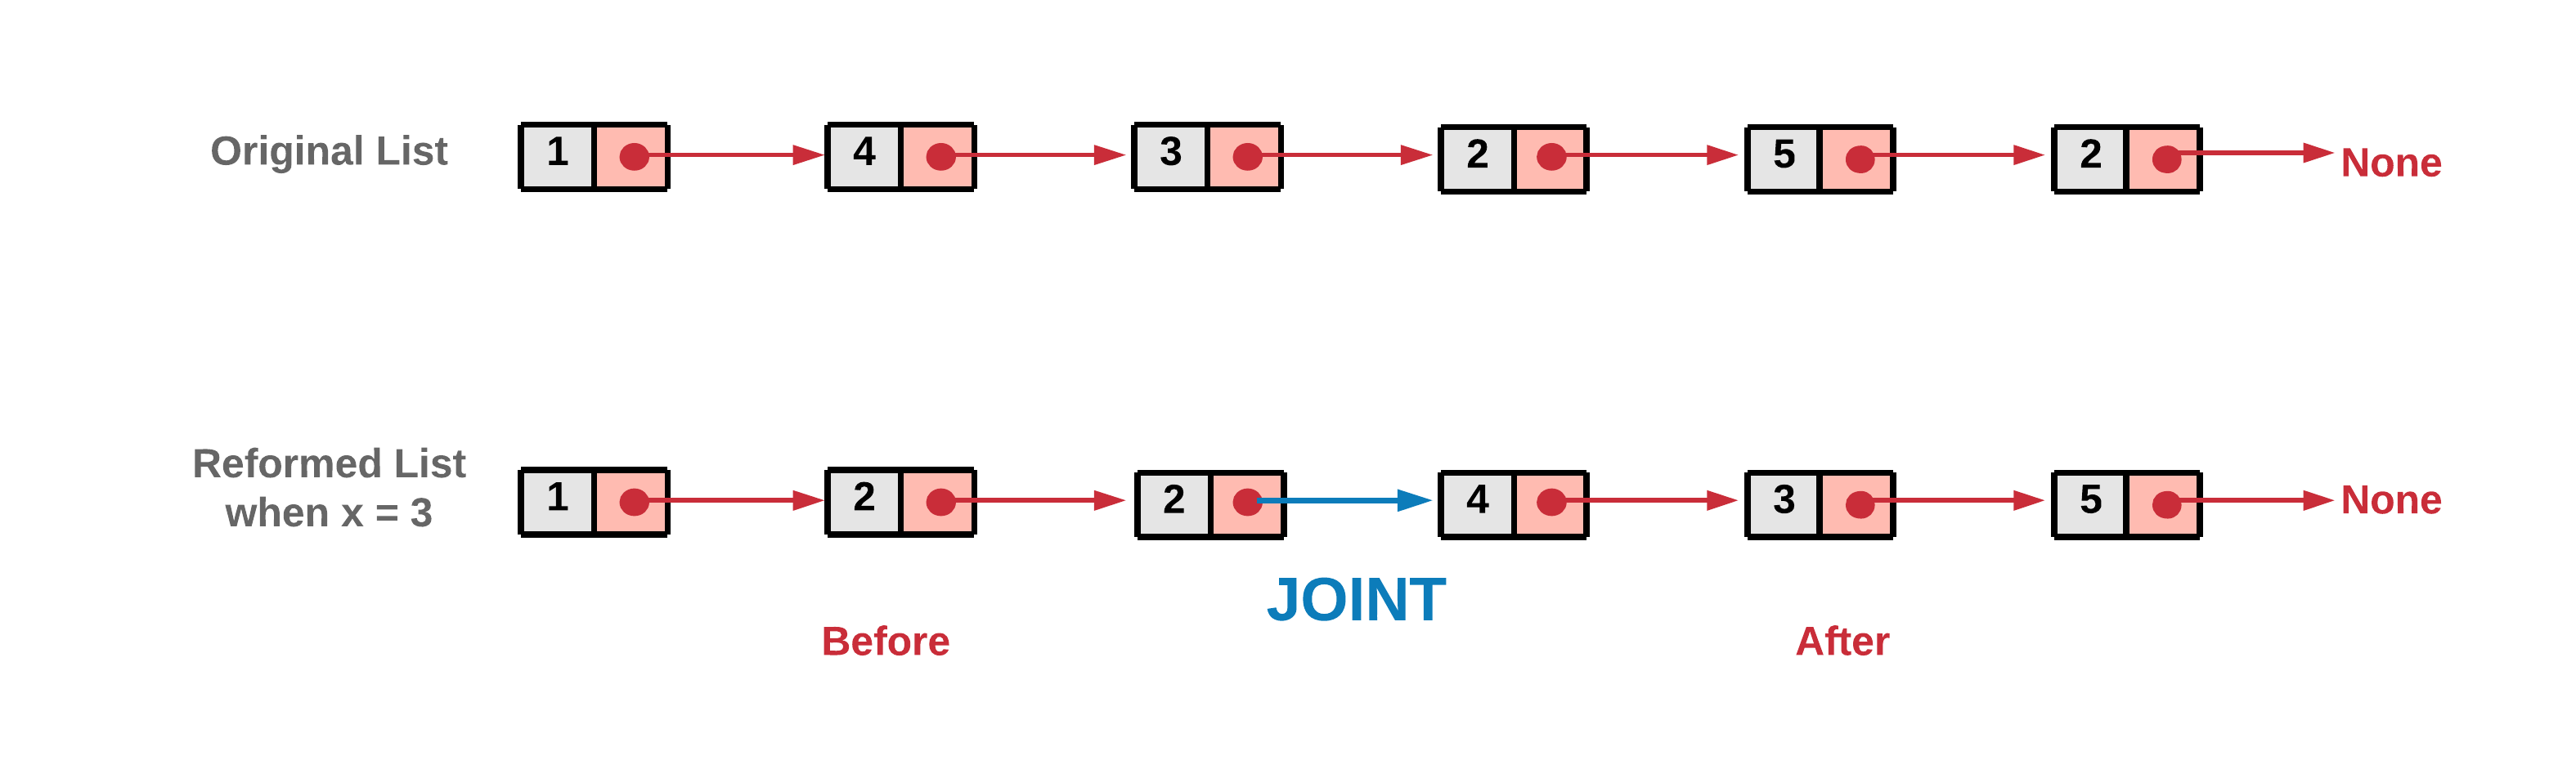 Original List
1 4 3 2 5 2 None
Reformed List
when x = 3
1 2 2 4 3 5 None
JOINT
Before After